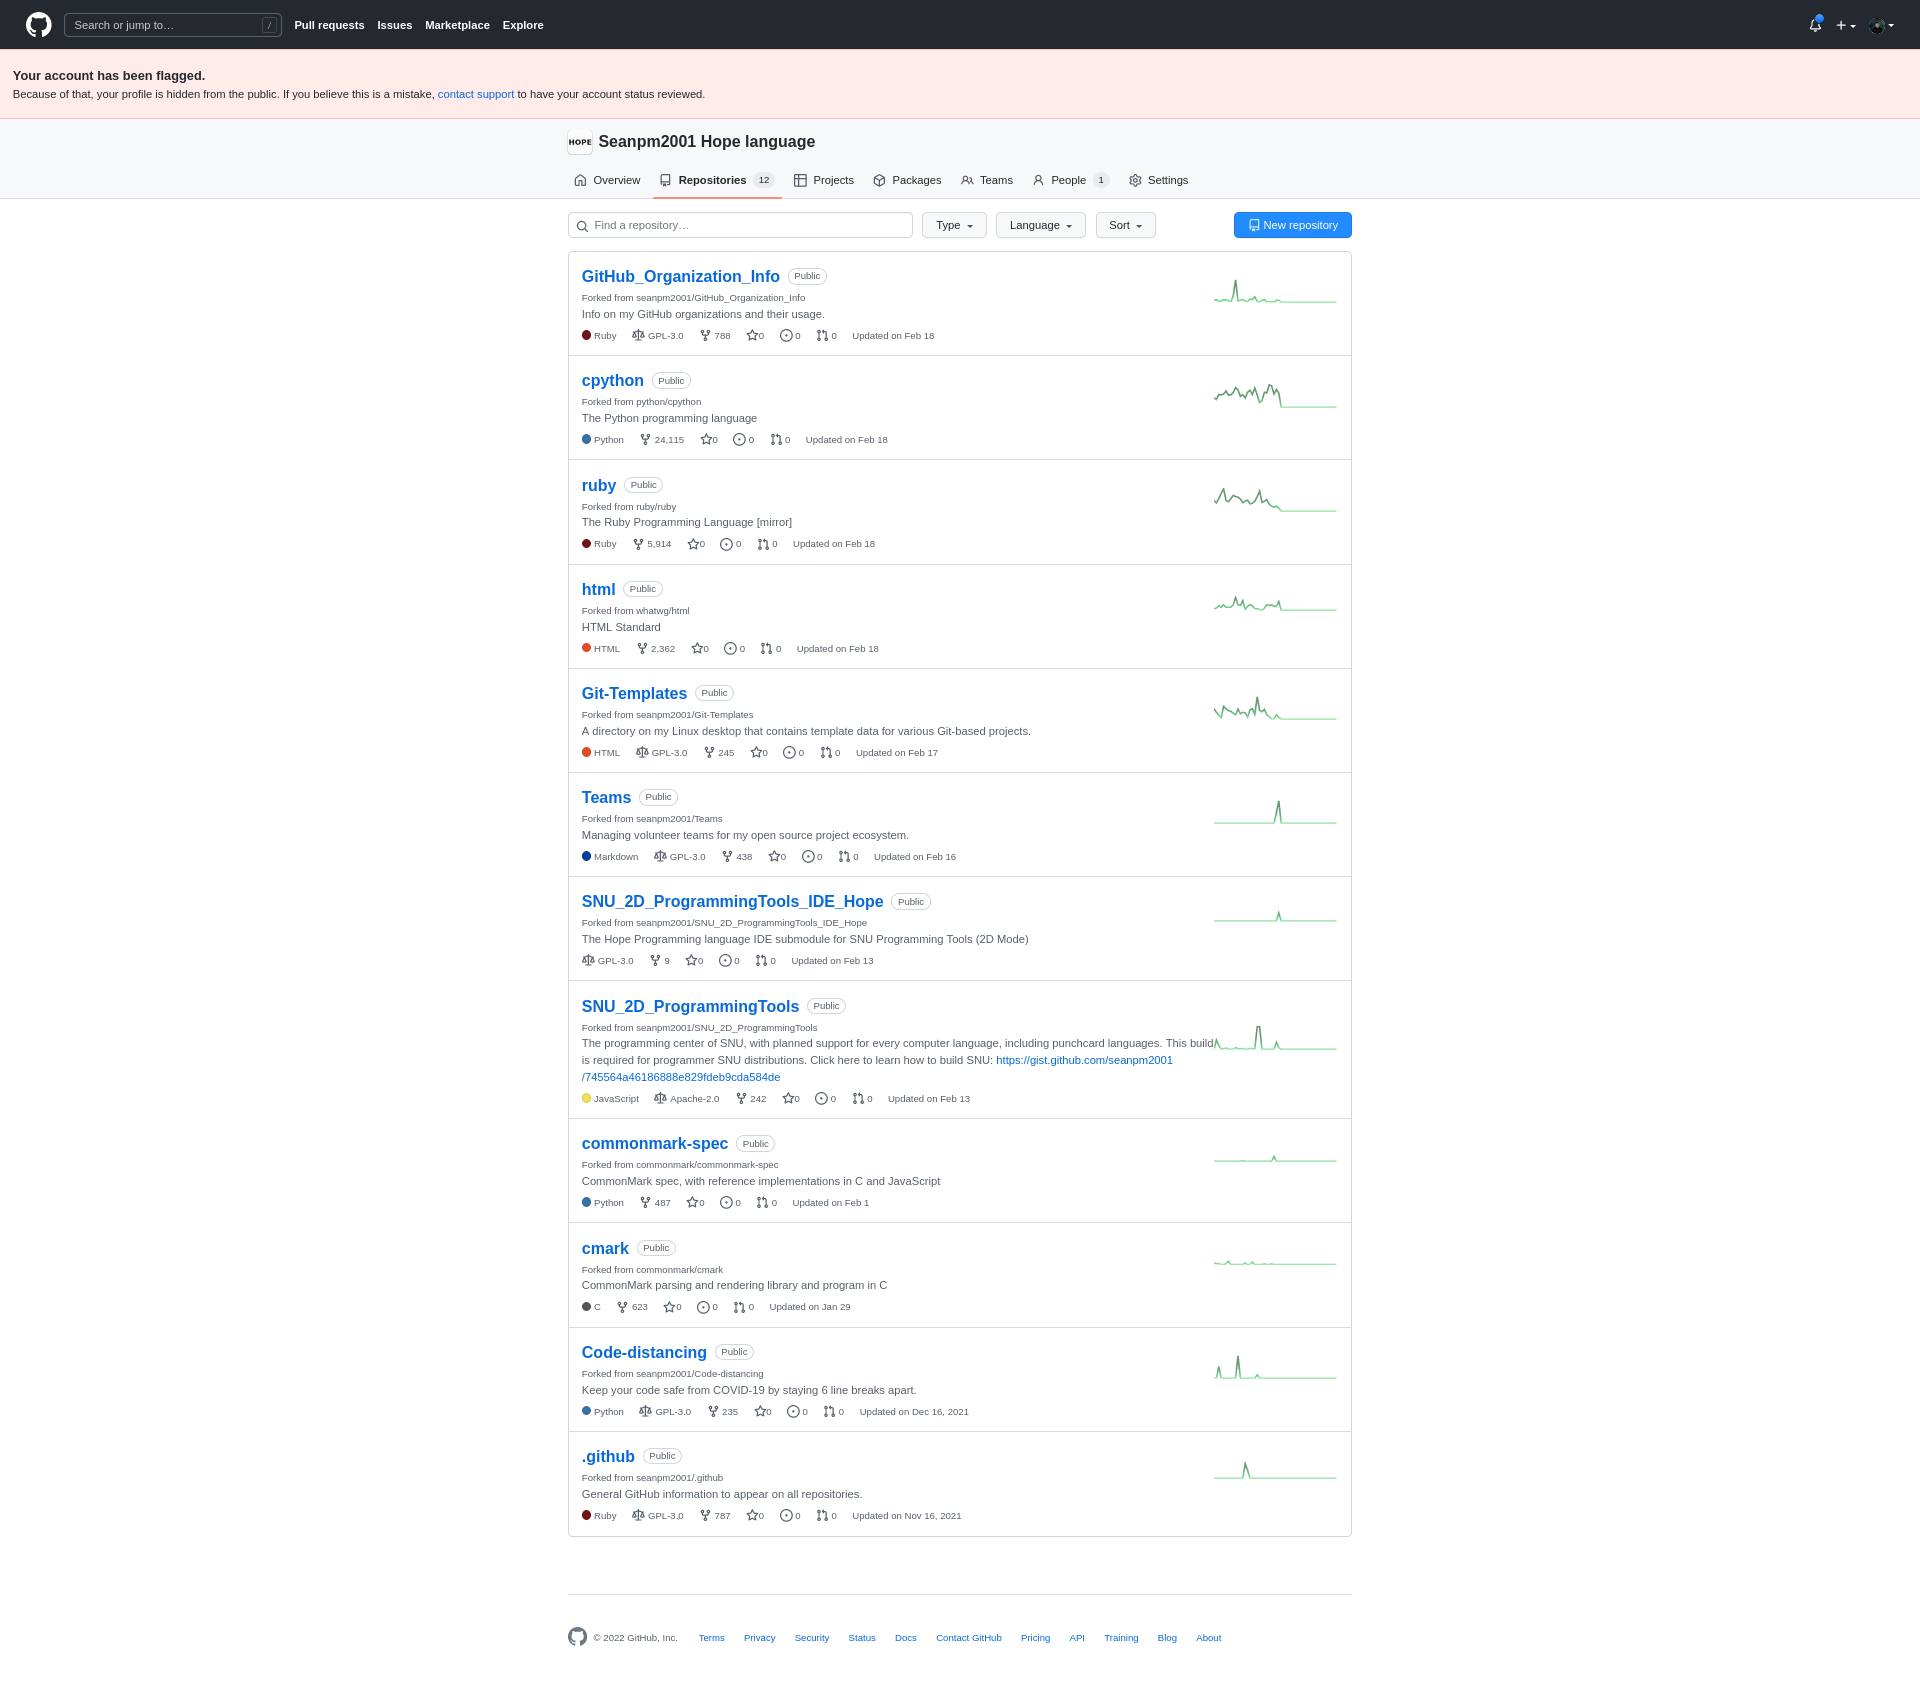 Search or jump to…
/
Pull requests
Issues
Marketplace
Explore
Your account has been flagged.
Because of that, your profile is hidden from the public. If you believe this is a mistake, contact support to have your account status reviewed.
HOPE
Seanpm2001 Hope language
Overview
Repositories 12
Projects
Packages
Teams
People 1
Settings
Find a repository…
Type
Language
Sort
New repository
GitHub_Organization_Info Public
Forked from seanpm2001/GitHub_Organization_Info
Info on my GitHub organizations and their usage.
Ruby GPL-3.0 788 0 0 0 Updated on Feb 18
cpython Public
Forked from python/cpython
The Python programming language
Python 24,115 0 0 0 Updated on Feb 18
ruby Public
Forked from ruby/ruby
The Ruby Programming Language [mirror]
Ruby 5,914 0 0 0 Updated on Feb 18
html Public
Forked from whatwg/html
HTML Standard
HTML 2,362 0 0 0 Updated on Feb 18
Git-Templates Public
Forked from seanpm2001/Git-Templates
A directory on my Linux desktop that contains template data for various Git-based projects.
HTML GPL-3.0 245 0 0 0 Updated on Feb 17
Teams Public
Forked from seanpm2001/Teams
Managing volunteer teams for my open source project ecosystem.
Markdown GPL-3.0 438 0 0 0 Updated on Feb 16
SNU_2D_ProgrammingTools_IDE_Hope Public
Forked from seanpm2001/SNU_2D_ProgrammingTools_IDE_Hope
The Hope Programming language IDE submodule for SNU Programming Tools (2D Mode)
GPL-3.0 9 0 0 0 Updated on Feb 13
SNU_2D_ProgrammingTools Public
Forked from seanpm2001/SNU_2D_ProgrammingTools
The programming center of SNU, with planned support for every computer language, including punchcard languages. This build
is required for programmer SNU distributions. Click here to learn how to build SNU: https://gist.github.com/seanpm2001
/745564a46186888e829fdeb9cda584de
JavaScript Apache-2.0 242 0 0 0 Updated on Feb 13
commonmark-spec Public
Forked from commonmark/commonmark-spec
CommonMark spec, with reference implementations in C and JavaScript
Python 487 0 0 0 Updated on Feb 1
cmark Public
Forked from commonmark/cmark
CommonMark parsing and rendering library and program in C
C 623 0 0 0 Updated on Jan 29
Code-distancing Public
Forked from seanpm2001/Code-distancing
Keep your code safe from COVID-19 by staying 6 line breaks apart.
Python GPL-3.0 235 0 0 0 Updated on Dec 16, 2021
.github Public
Forked from seanpm2001/.github
General GitHub information to appear on all repositories.
Ruby GPL-3.0 787 0 0 0 Updated on Nov 16, 2021
© 2022 GitHub, Inc. Terms Privacy Security Status Docs Contact GitHub Pricing API Training Blog About